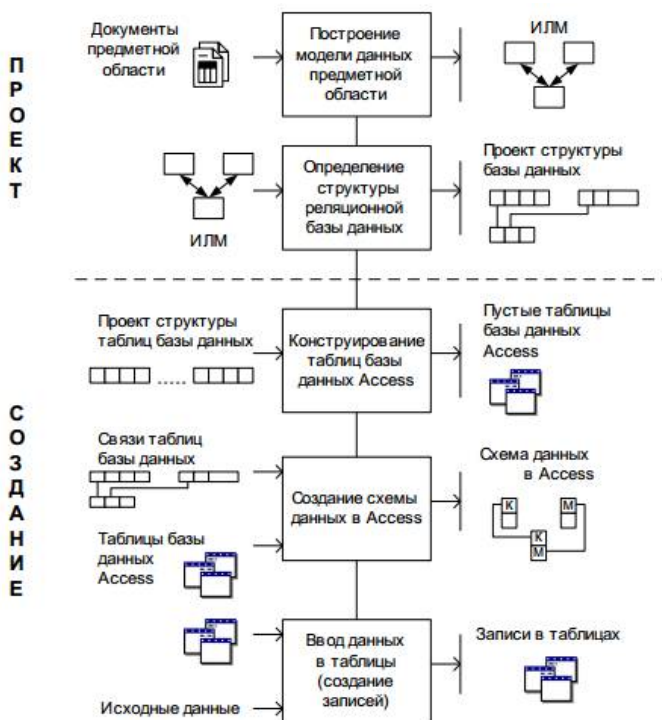 ПРОЕКТ
Документы
предметной
области
Построение
модели данных
предметной
области
ИЛМ
ИЛМ
Определение
структуры
реляционной
базы данных
Проект структуры
базы данных
СОЗДАНИЕ
Проект структуры
таблиц базы данных
.....
Конструирование
таблиц базы
данных Access
Пустые таблицы
базы данных
Access
Связи таблиц
базы данных
Таблицы базы
данных
Access
Создание схемы
данных в Access
Схема данных
в Access
К
М
К
М
Исходные данные
Ввод данных
в таблицы
(создание
записей)
Записи в таблицах